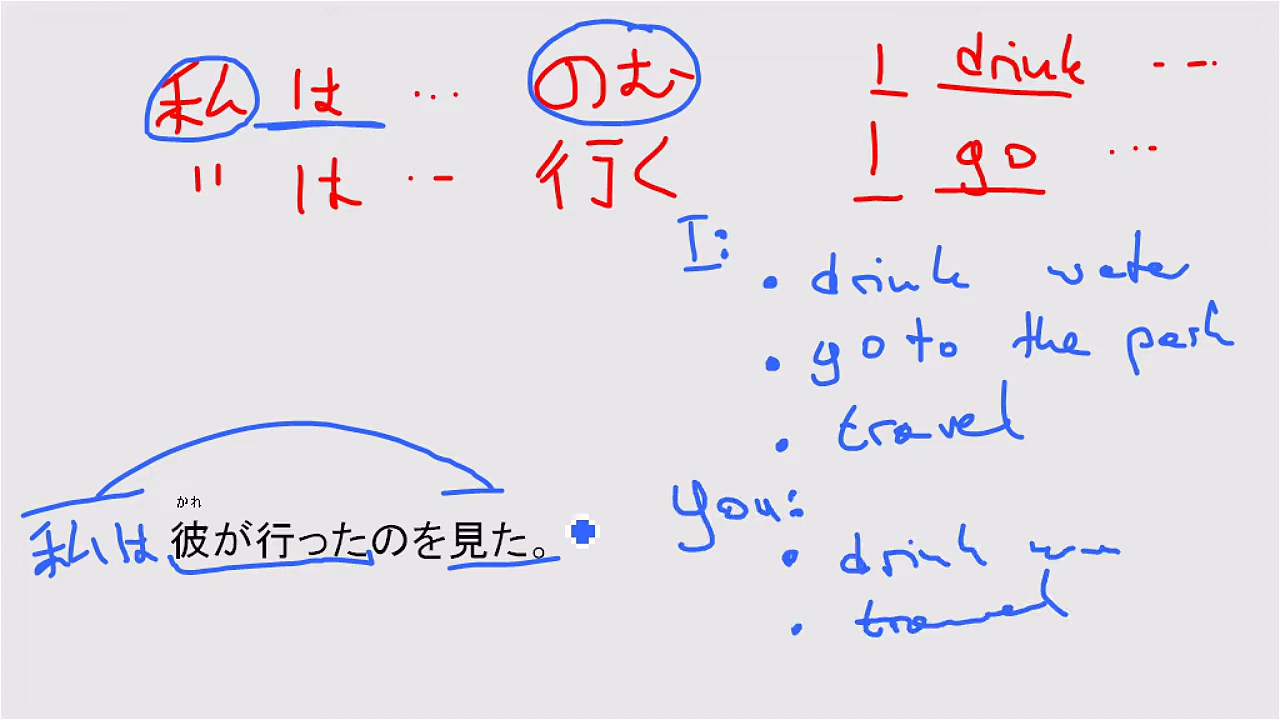 私 は ... のむ
〃 は ... 行く
I drink ...
I go ...
I:
• drink water
• go to the park
• travel
you:
• drink w
• travel
かれ
私は 彼が行ったのを見た。